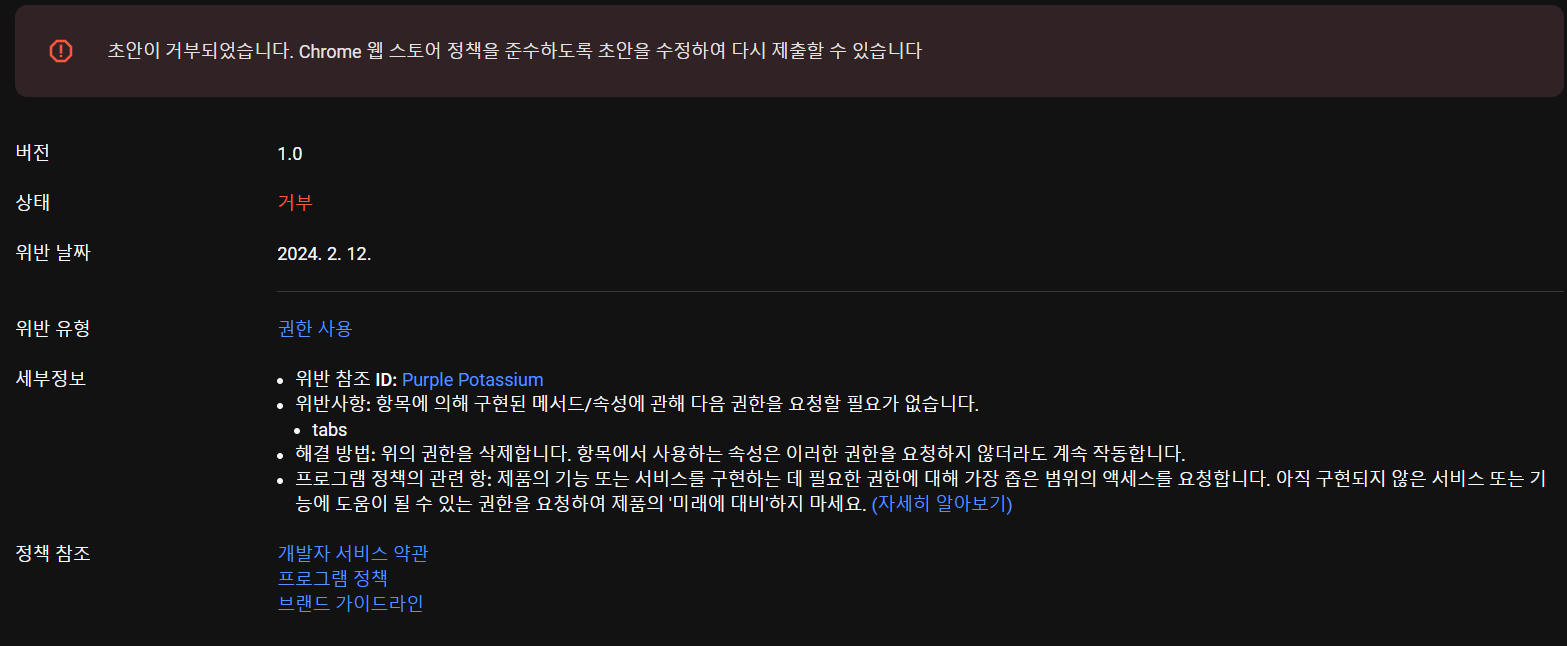 초안이 거부되었습니다. Chrome 웹 스토어 정책을 준수하도록 초안을 수정하여 다시 제출할 수 있습니다
버전 1.0
상태 거부
위반 날짜 2024. 2. 12.
위반 유형 권한 사용
세부정보 • 위반 참조 ID: Purple Potassium
• 위반사항: 항목에 의해 구현된 메서드/속성에 관해 다음 권한을 요청할 필요가 없습니다.
• tabs
• 해결 방법: 위의 권한을 삭제합니다. 항목에서 사용하는 속성은 이러한 권한을 요청하지 않더라도 계속 작동합니다.
• 프로그램 정책의 관련 항: 제품의 기능 또는 서비스를 구현하는 데 필요한 권한에 대해 가장 좁은 범위의 액세스를 요청합니다. 아직 구현되지 않은 서비스 또는 기
능에 도움이 될 수 있는 권한을 요청하여 제품의 '미래에 대비'하지 마세요. (자세히 알아보기)
정책 참조 개발자 서비스 약관
프로그램 정책
브랜드 가이드라인